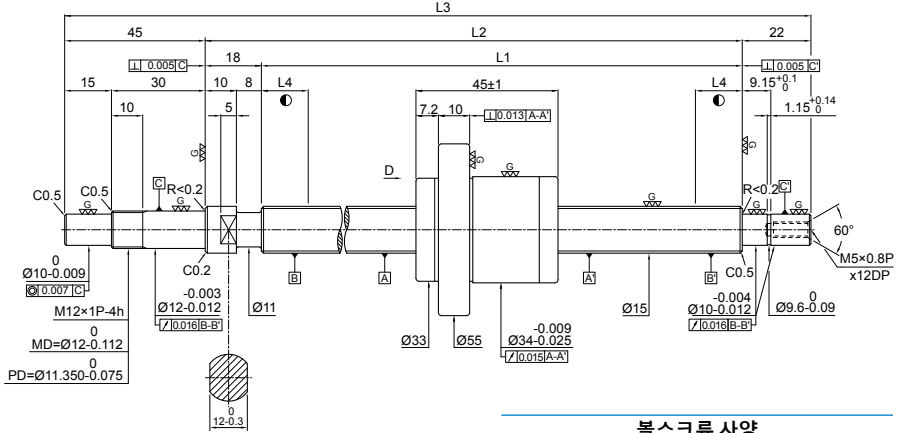 L3
45
L2
22
⊥ 0.005 C
18
L1
⊥ 0.005 C'
15
30
10
8
L4
45±1
L4
9.15 +0.1 0
10
5
7.2
10
⊥ 0.013 A-A'
1.15 +0.14 0
G
G
G
G
D
G
C0.5
C0.5
C
R<0.2
R<0.2
C'
G
G
G
G
G
60°
C0.2
B
A
A'
B'
C0.5
M5×0.8P
x12DP
0
Ø10-0.009
◎ 0.007 C
M12×1P-4h
0
MD=Ø12-0.112
0
PD=Ø11.350-0.075
-0.003
Ø12-0.012
↗ 0.016 B-B'
Ø11
Ø33
Ø55
-0.009
Ø34-0.025
↗ 0.015 A-A'
Ø15
-0.004
Ø10-0.012
↗ 0.016 B-B'
0
Ø9.6-0.09
0
12-0.3
볼스크류 사양